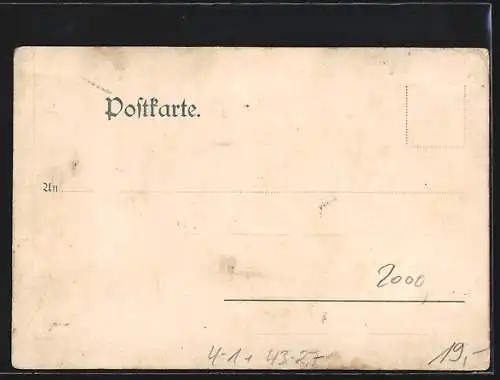 Postkarte.
An
2000
4-1+ 43-27
19,-